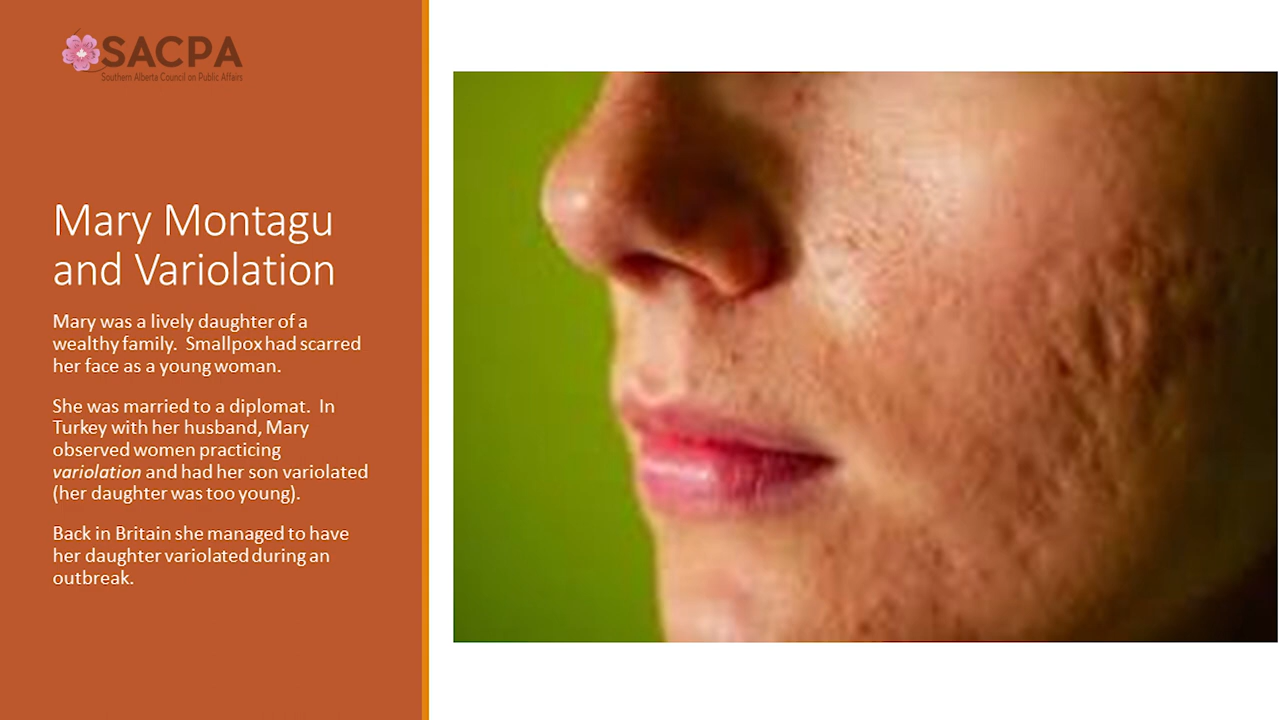 SACPA
Southern Alberta Council on Public Affairs
Mary Montagu
and Variolation
Mary was a lively daughter of a
wealthy family. Smallpox had scarred
her face as a young woman.
She was married to a diplomat. In
Turkey with her husband, Mary
observed women practicing
variolation and had her son variolated
(her daughter was too young).
Back in Britain she managed to have
her daughter variolated during an
outbreak.